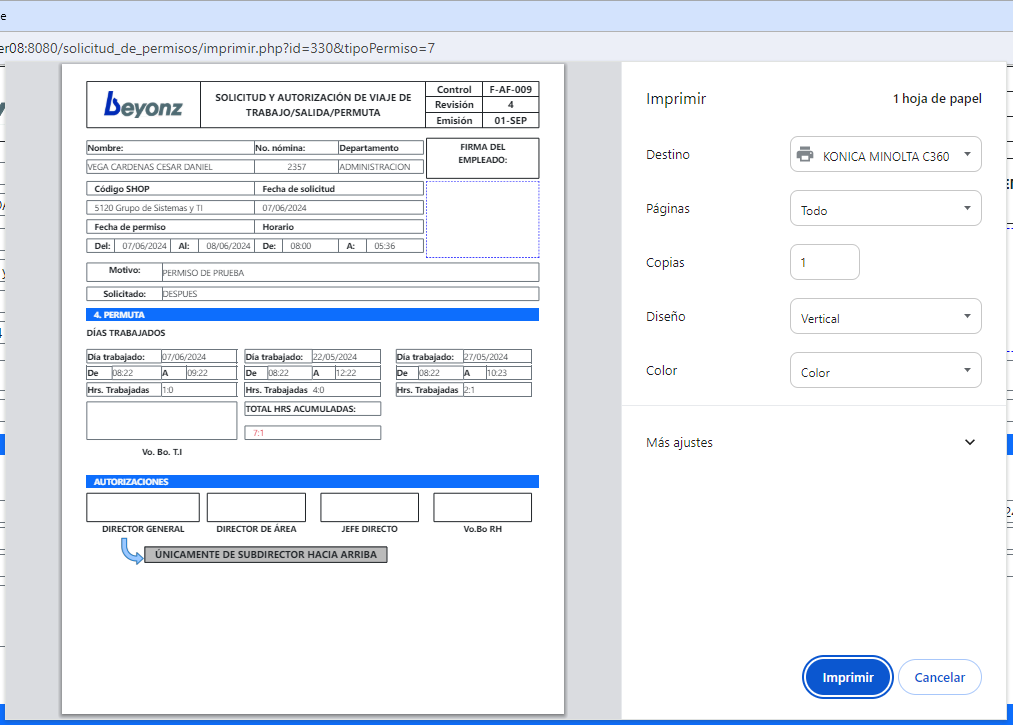 e
er08:8080/solicitud_de_permisos/imprimir.php?id=330&tipoPermiso=7
beyonz
SOLICITUD Y AUTORIZACIÓN DE VIAJE DE
TRABAJO/SALIDA/PERMUTA
Control F-AF-009
Revisión 4
Emisión 01-SEP
Nombre: No. nómina: Departamento
VEGA CARDENAS CESAR DANIEL 2357 ADMINISTRACION
FIRMA DEL
EMPLEADO:
Código SHOP Fecha de solicitud
5120 Grupo de Sistemas y TI 07/06/2024
Fecha de permiso Horario
Del: 07/06/2024 Al: 08/06/2024 De: 08:00 A: 05:36
Motivo: PERMISO DE PRUEBA
Solicitado: DESPUES
4. PERMUTA
DÍAS TRABAJADOS
Día trabajado: 07/06/2024 Día trabajado: 22/05/2024 Día trabajado: 27/05/2024
De 08:22 A 09:22 De 08:22 A 12:22 De 08:22 A 10:23
Hrs. Trabajadas 1:0 Hrs. Trabajadas 4:0 Hrs. Trabajadas 2:1
TOTAL HRS ACUMULADAS:
7:1
Vo. Bo. T.I
AUTORIZACIONES
DIRECTOR GENERAL DIRECTOR DE ÁREA JEFE DIRECTO Vo.Bo RH
ÚNICAMENTE DE SUBDIRECTOR HACIA ARRIBA
Imprimir 1 hoja de papel
Destino KONICA MINOLTA C360
Páginas Todo
Copias 1
Diseño Vertical
Color Color
Más ajustes
Imprimir Cancelar